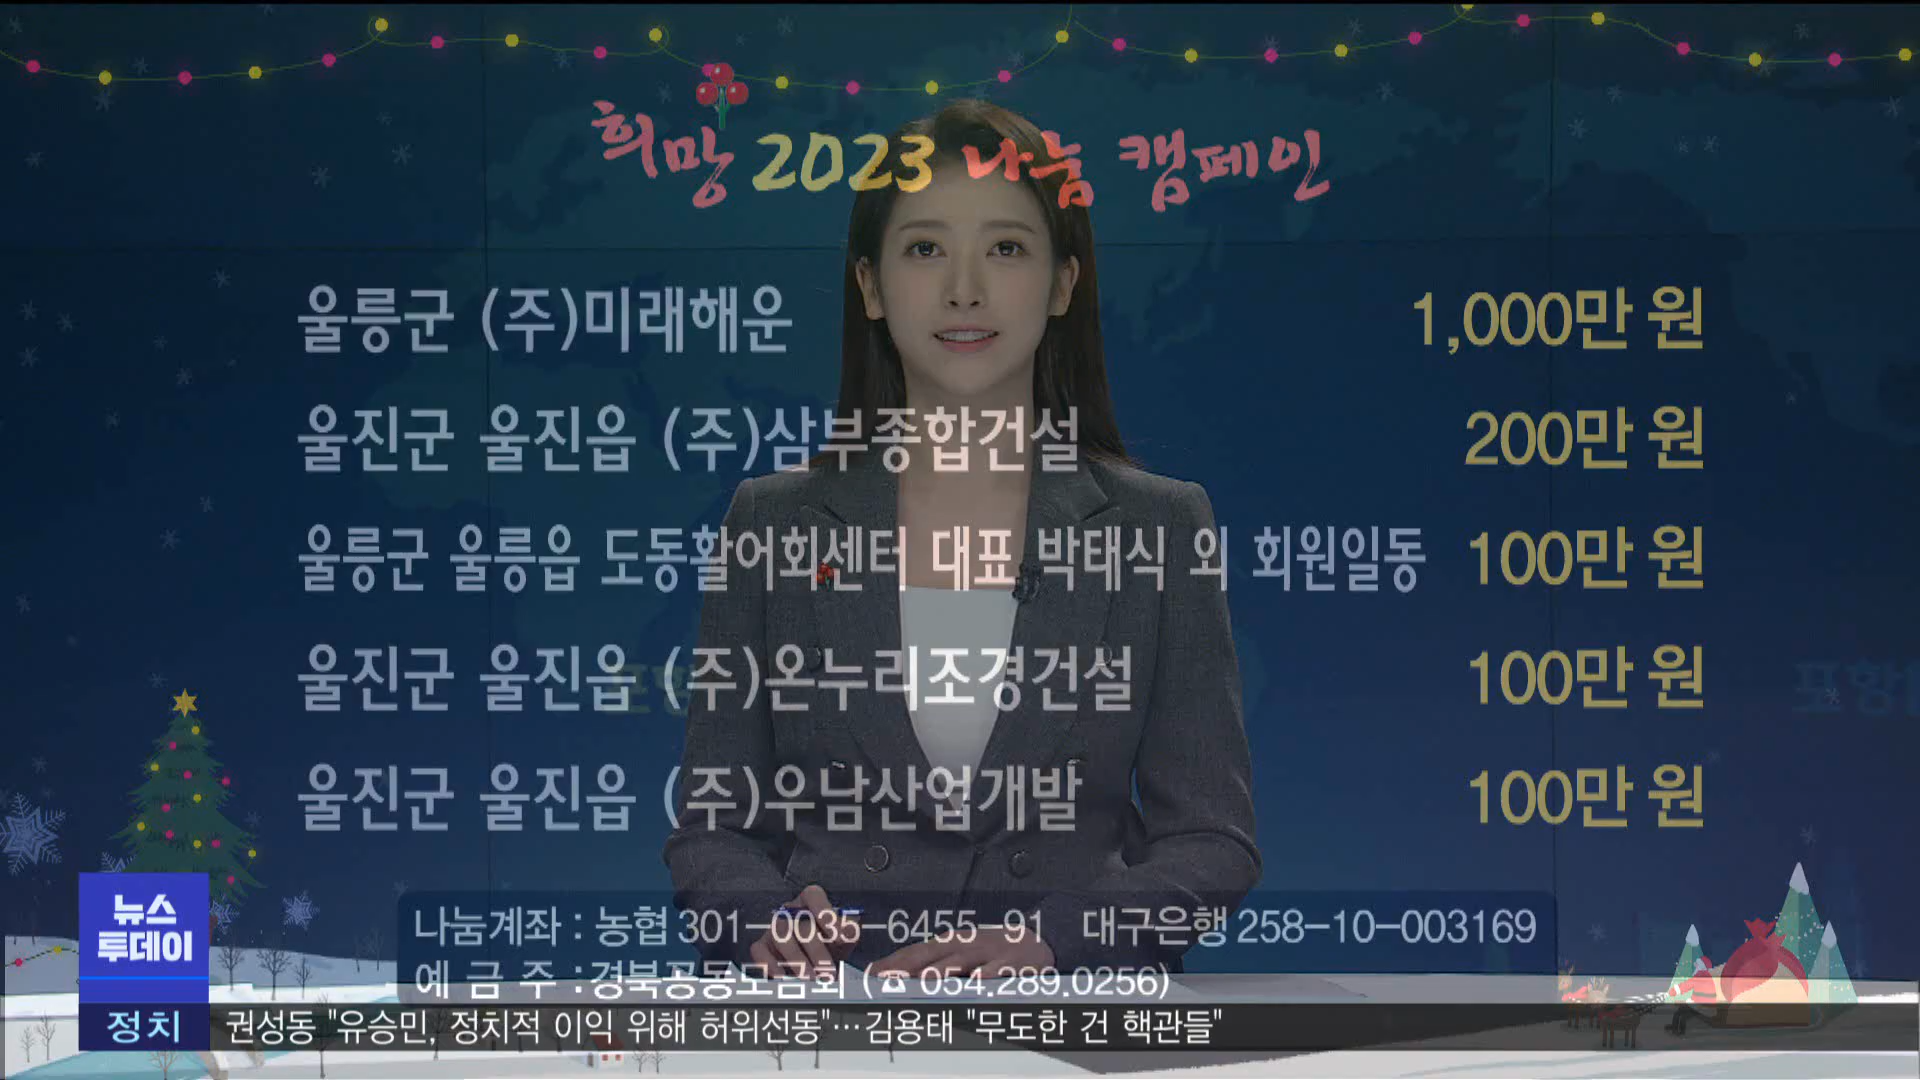 희망 2023 나눔 캠페인
울릉군 (주)미래해운 1,000만 원
울진군 울진읍 (주)삼부종합건설 200만 원
울릉군 울릉읍 도동활어회센터 대표 박태식 외 회원일동 100만 원
울진군 울진읍 (주)온누리조경건설 100만 원
울진군 울진읍 (주)우남산업개발 100만 원
포항
포항
나눔계좌 : 농협 301-0035-6455-91 대구은행 258-10-003169
예 금 주 : 경북공동모금회 (☎ 054.289.0256)
뉴스
투데이
정치 권성동 "유승민, 정치적 이익 위해 허위선동"…김용태 "무도한 건 핵관들"